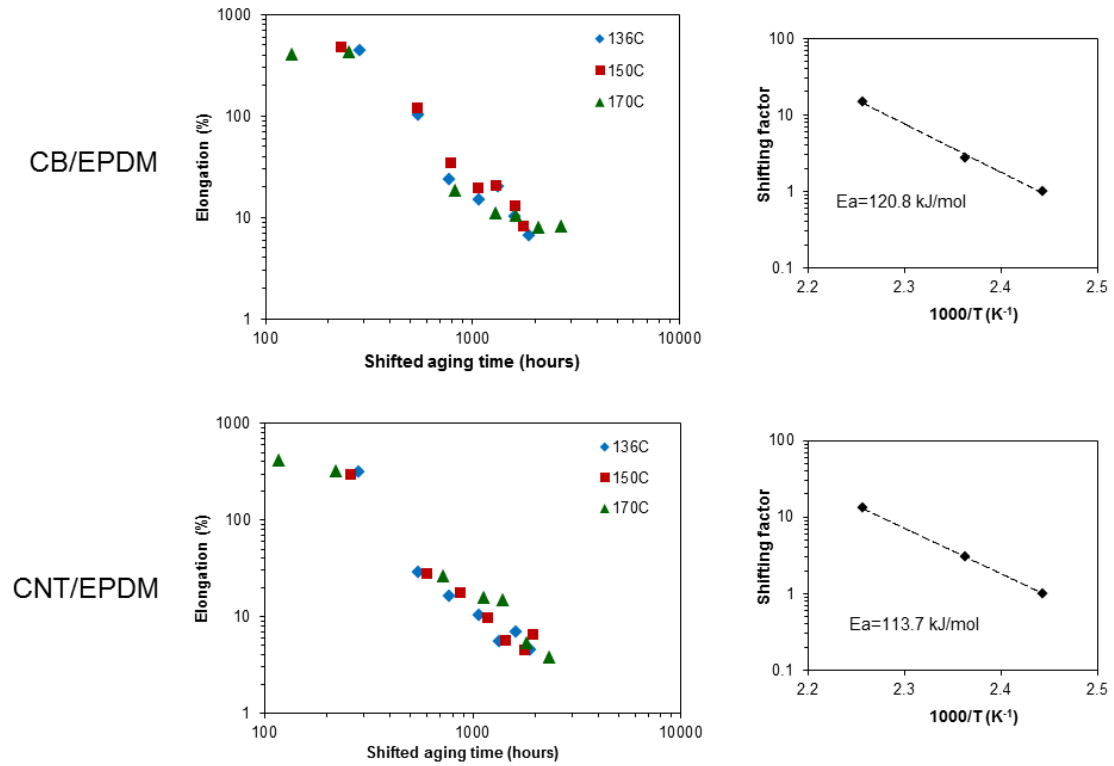 CB/EPDM
Elongation (%)
1000
100
10
1
100
1000
10000
Shifted aging time (hours)
136C
150C
170C
Shifting factor
100
10
1
0.1
2.2
2.3
2.4
2.5
1000/T (K⁻¹)
Ea=120.8 kJ/mol
CNT/EPDM
Elongation (%)
1000
100
10
1
100
1000
10000
Shifted aging time (hours)
136C
150C
170C
Shifting factor
100
10
1
0.1
2.2
2.3
2.4
2.5
1000/T (K⁻¹)
Ea=113.7 kJ/mol